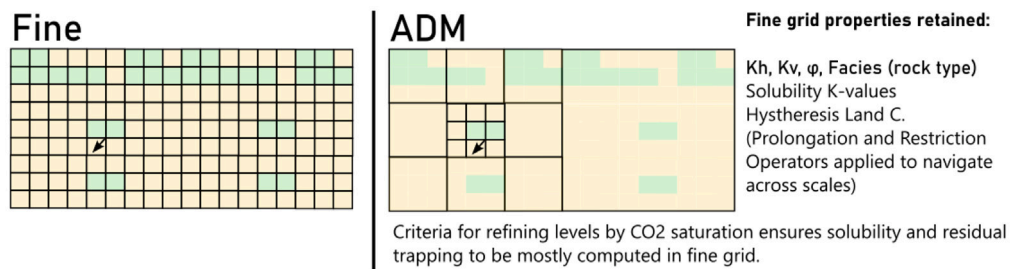 Fine
ADM
Fine grid properties retained:
Kh, Kv, φ, Facies (rock type)
Solubility K-values
Hystheresis Land C.
(Prolongation and Restriction
Operators applied to navigate
across scales)
Criteria for refining levels by CO2 saturation ensures solubility and residual
trapping to be mostly computed in fine grid.